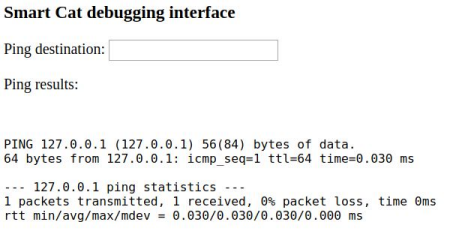 Smart Cat debugging interface
Ping destination:
Ping results:
PING 127.0.0.1 (127.0.0.1) 56(84) bytes of data.
64 bytes from 127.0.0.1: icmp_seq=1 ttl=64 time=0.030 ms
--- 127.0.0.1 ping statistics ---
1 packets transmitted, 1 received, 0% packet loss, time 0ms
rtt min/avg/max/mdev = 0.030/0.030/0.030/0.000 ms